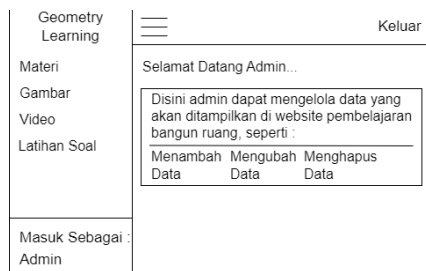 Geometry
Learning
Keluar
Materi
Gambar
Video
Latihan Soal
Masuk Sebagai :
Admin
Selamat Datang Admin...
Disini admin dapat mengelola data yang
akan ditampilkan di website pembelajaran
bangun ruang, seperti :
Menambah Mengubah Menghapus
Data Data Data